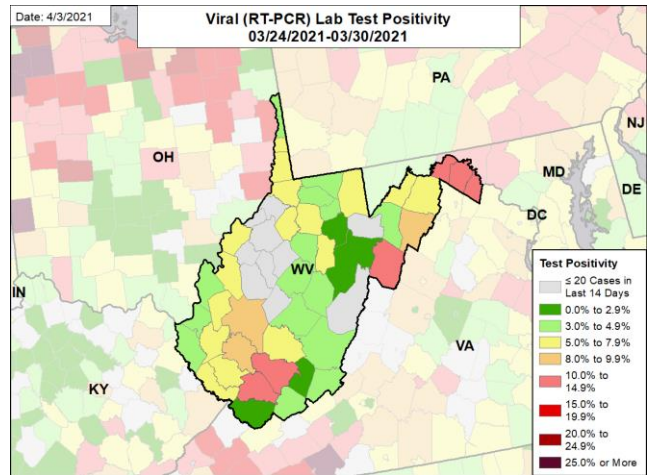 Date: 4/3/2021
Viral (RT-PCR) Lab Test Positivity
03/24/2021-03/30/2021
PA
NJ
OH
MD
DE
DC
WV
IN
VA
KY
Test Positivity
≤ 20 Cases in
Last 14 Days
0.0% to 2.9%
3.0% to 4.9%
5.0% to 7.9%
8.0% to 9.9%
10.0% to
14.9%
15.0% to
19.9%
20.0% to
24.9%
25.0% or More